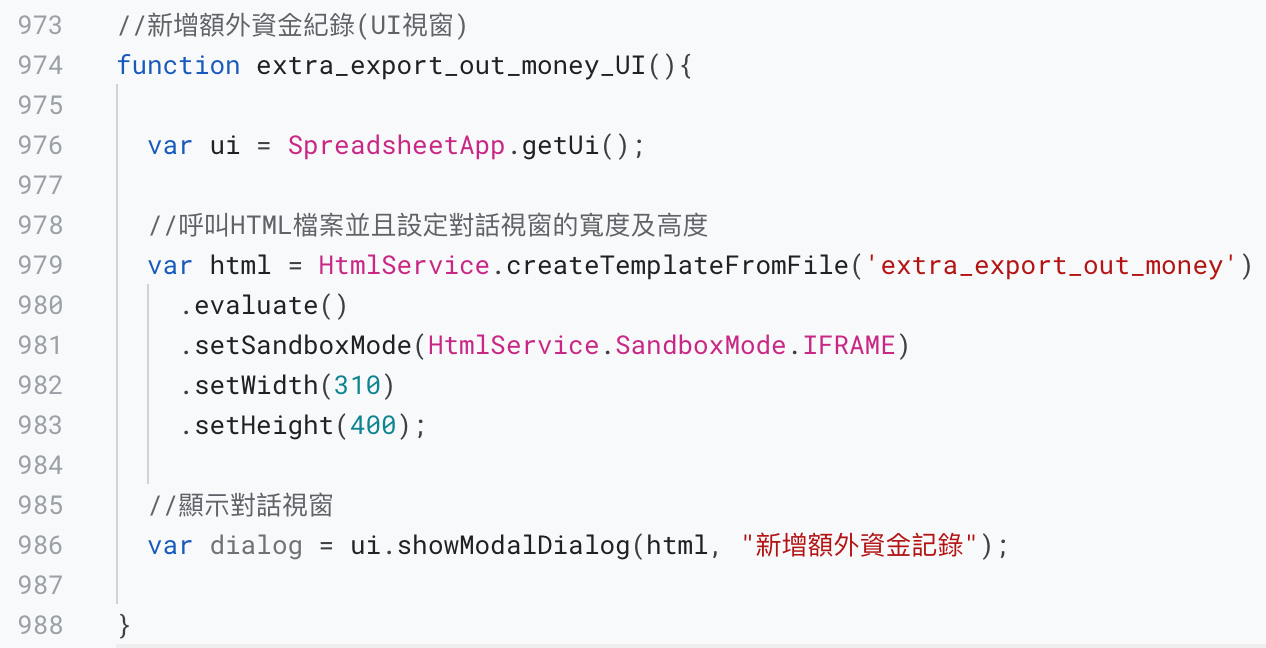 973 //新增額外資金紀錄(UI視窗)
974 function extra_export_out_money_UI(){
975
976 var ui = SpreadsheetApp.getUi();
977
978 //呼叫HTML檔案並且設定對話視窗的寬度及高度
979 var html = HtmlService.createTemplateFromFile('extra_export_out_money')
980 .evaluate()
981 .setSandboxMode(HtmlService.SandboxMode.IFRAME)
982 .setWidth(310)
983 .setHeight(400);
984
985 //顯示對話視窗
986 var dialog = ui.showModalDialog(html, "新增額外資金記錄");
987
988 }